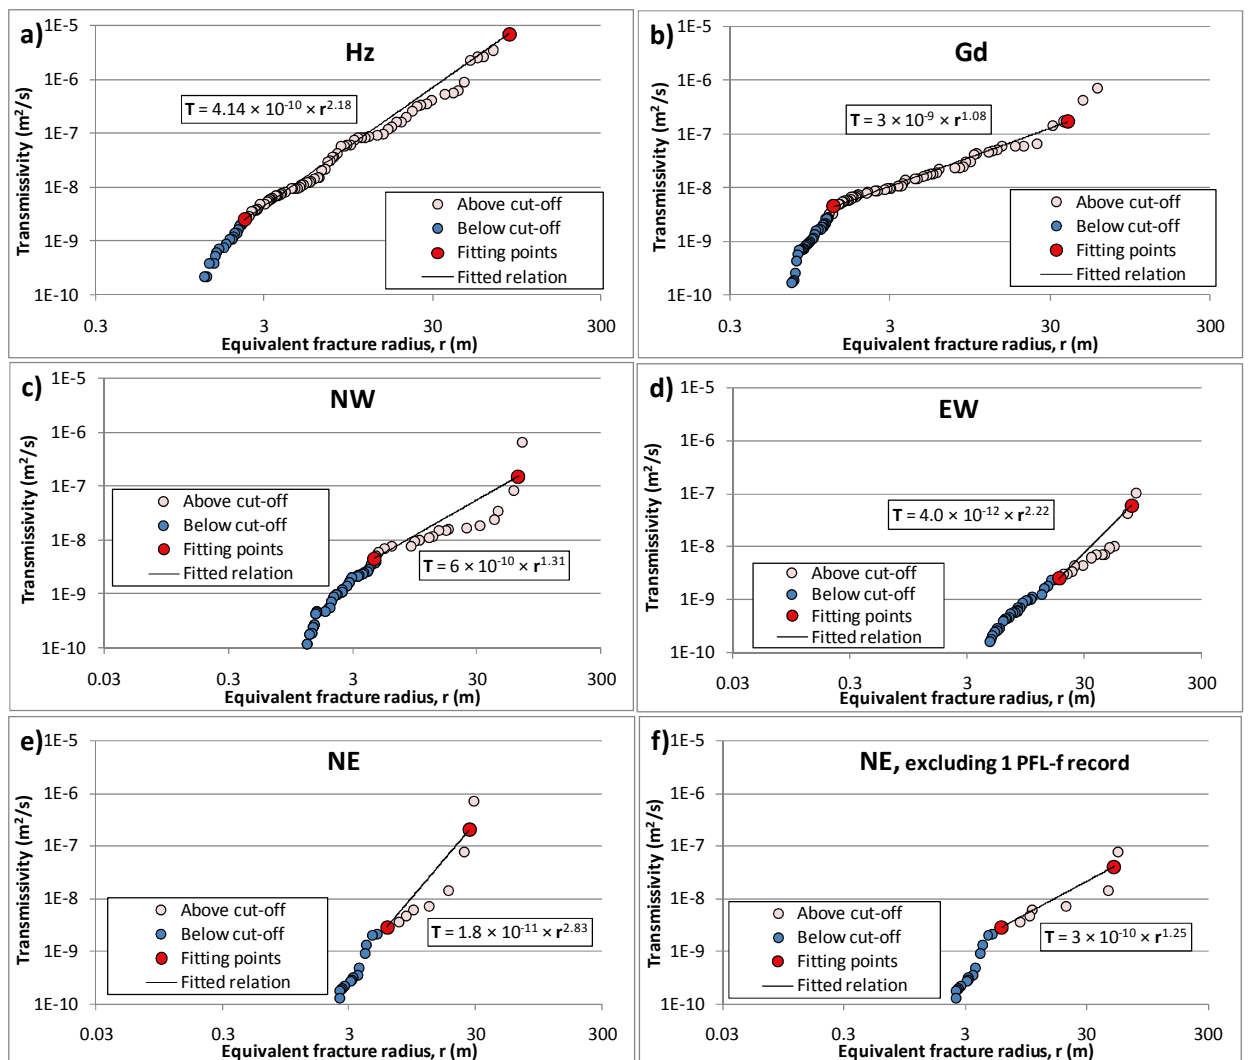 a)
Hz
Transmissivity (m²/s)
1E-5
1E-6
1E-7
1E-8
1E-9
1E-10
T = 4.14 × 10⁻¹⁰ × r²·¹⁸
Above cut-off
Below cut-off
Fitting points
Fitted relation
0.3 3 30 300
Equivalent fracture radius, r (m)
b)
Gd
Transmissivity (m²/s)
1E-5
1E-6
1E-7
1E-8
1E-9
1E-10
T = 3 × 10⁻⁹ × r¹·⁰⁸
Above cut-off
Below cut-off
Fitting points
Fitted relation
0.3 3 30 300
Equivalent fracture radius, r (m)
c)
NW
Transmissivity (m²/s)
1E-5
1E-6
1E-7
1E-8
1E-9
1E-10
Above cut-off
Below cut-off
Fitting points
Fitted relation
T = 6 × 10⁻¹⁰ × r¹·³¹
0.03 0.3 3 30 300
Equivalent fracture radius, r (m)
d)
EW
Transmissivity (m²/s)
1E-5
1E-6
1E-7
1E-8
1E-9
1E-10
T = 4.0 × 10⁻¹² × r²·²²
Above cut-off
Below cut-off
Fitting points
Fitted relation
0.03 0.3 3 30 300
Equivalent fracture radius, r (m)
e)
NE
Transmissivity (m²/s)
1E-5
1E-6
1E-7
1E-8
1E-9
1E-10
Above cut-off
Below cut-off
Fitting points
Fitted relation
T = 1.8 × 10⁻¹¹ × r²·⁸³
0.03 0.3 3 30 300
Equivalent fracture radius, r (m)
f)
NE, excluding 1 PFL-f record
Transmissivity (m²/s)
1E-5
1E-6
1E-7
1E-8
1E-9
1E-10
Above cut-off
Below cut-off
Fitting points
Fitted relation
T = 3 × 10⁻¹⁰ × r¹·²⁵
0.03 0.3 3 30 300
Equivalent fracture radius, r (m)